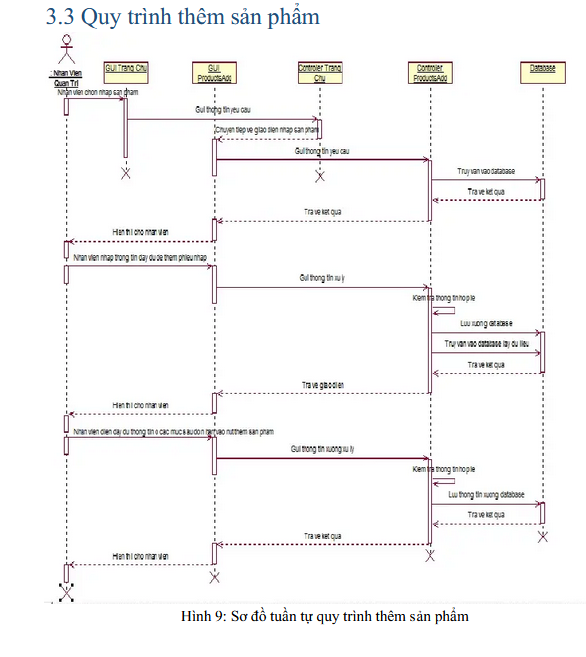 3.3 Quy trình thêm sản phẩm
: Nhan Vien
Quan Tri
GUI Trang Chu
GUI
ProductsAdd
Controler Trang
Chu
Controler
ProductsAdd
Database
Nhan vien chon nhap san pham
Gui thong tin yeu cau
Chuyen tiep ve giao dien nhap san pham
Gui thong tin yeu cau
Truy van vao database
Tra ve ket qua
Tra ve ket qua
Hien thi cho nhan vien
Nhan vien nhap trong tin day du de them phieu nhap
Gui thong tin xu ly
Kiem tra thong tin hop le
Luu xuong database
Truy van vao database lay du lieu
Tra ve ket qua
Tra ve giao dien
Hien thi cho nhan vien
Nhan vien dien day du thong tin o cac muc sau don nhan vao nut them san pham
Gui thong tin xuong xu ly
Kiem tra thong tin hop le
Luu thong tin xuong database
Tra ve ket qua
Tra ve ket qua
Hien thi cho nhan vien
Hình 9: Sơ đồ tuần tự quy trình thêm sản phẩm